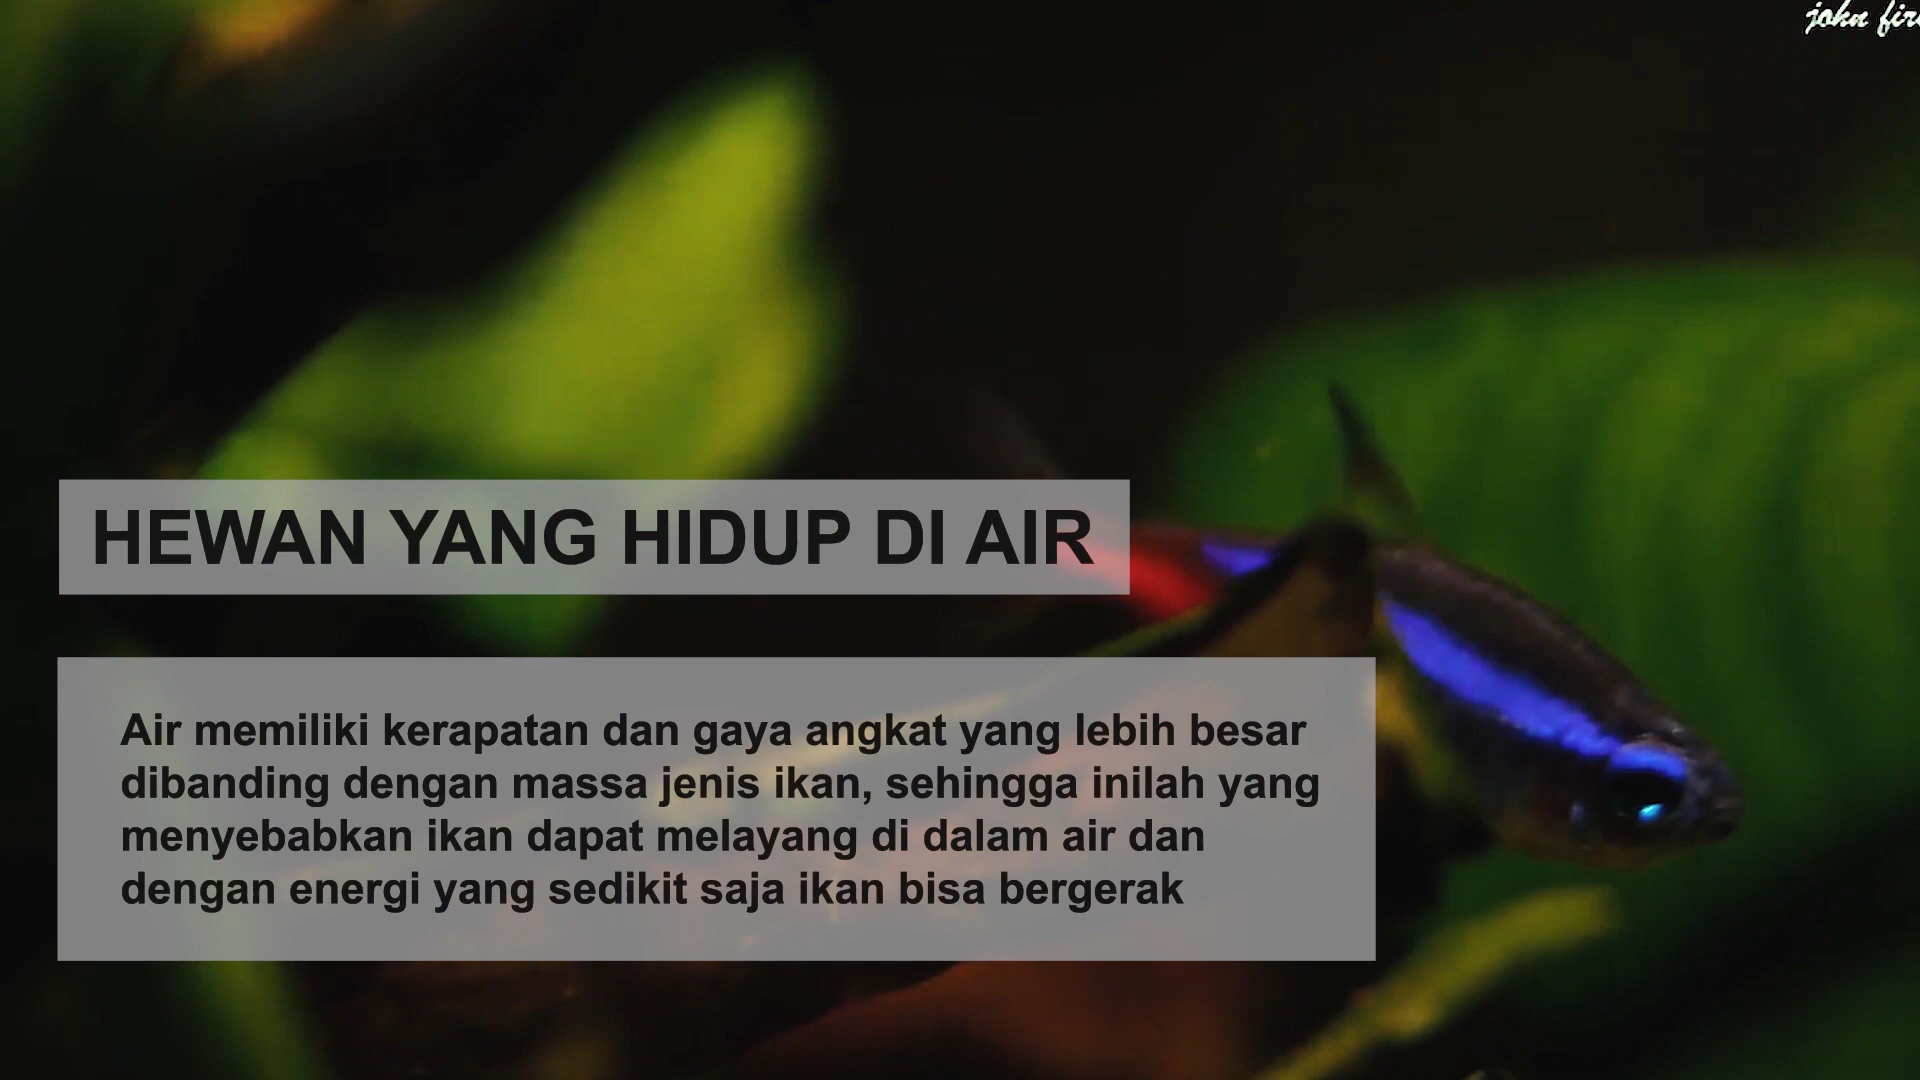 john
HEWAN YANG HIDUP DI AIR
Air memiliki kerapatan dan gaya angkat yang lebih besar
dibanding dengan massa jenis ikan, sehingga inilah yang
menyebabkan ikan dapat melayang di dalam air dan
dengan energi yang sedikit saja ikan bisa bergerak